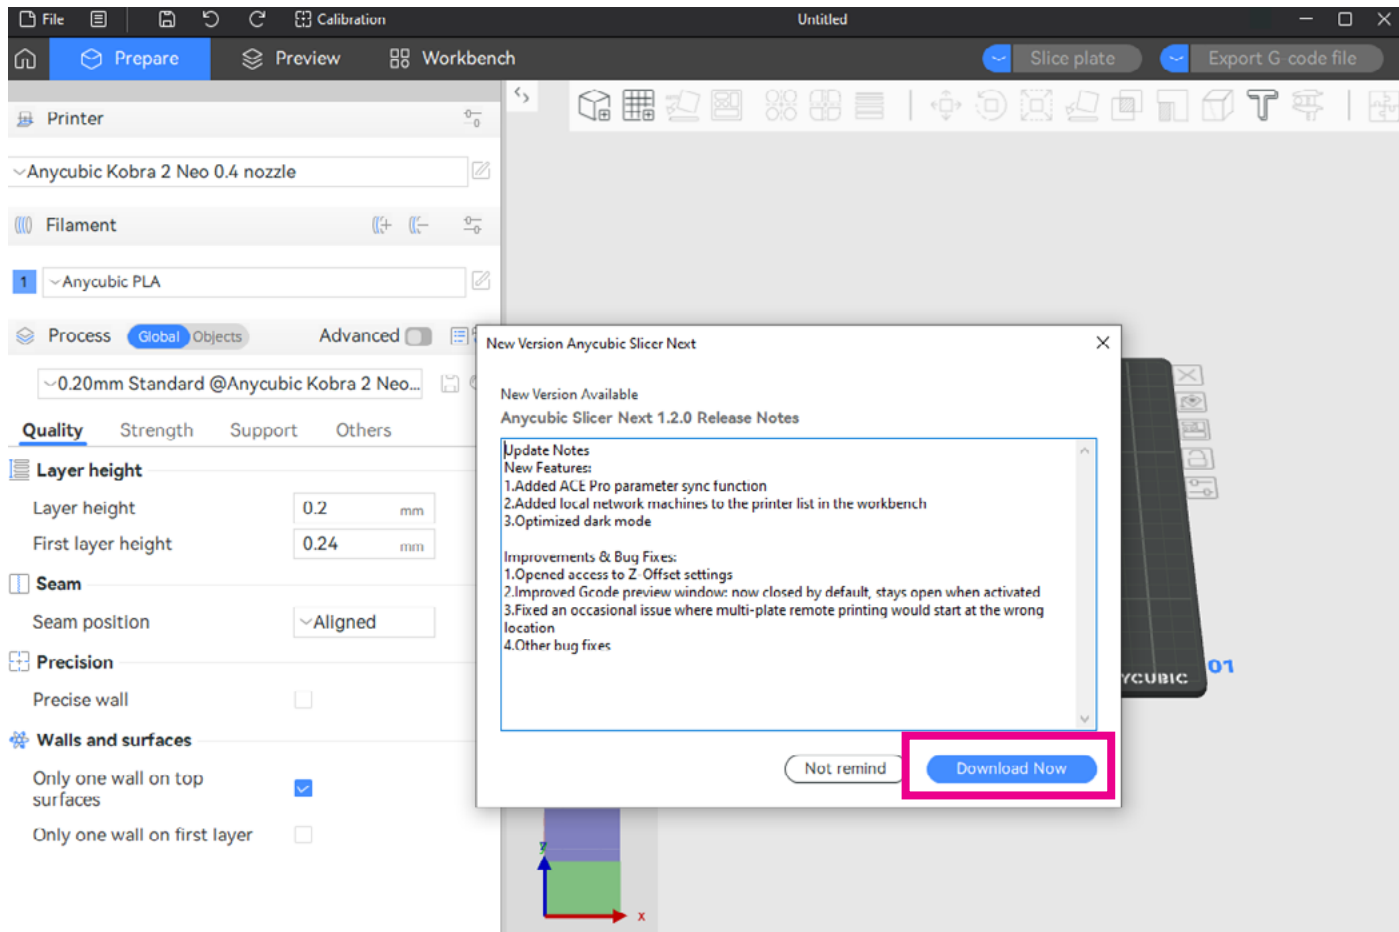 File
Calibration
Untitled
Prepare
Preview
Workbench
Slice plate
Export G-code file
Printer
Anycubic Kobra 2 Neo 0.4 nozzle
Filament
1
Anycubic PLA
Process
Global
Objects
Advanced
0.20mm Standard @Anycubic Kobra 2 Neo...
Quality
Strength
Support
Others
Layer height
Layer height
0.2
mm
First layer height
0.24
mm
Seam
Seam position
Aligned
Precision
Precise wall
Walls and surfaces
Only one wall on top
surfaces
Only one wall on first layer
New Version Anycubic Slicer Next
New Version Available
Anycubic Slicer Next 1.2.0 Release Notes
Update Notes
New Features:
1.Added ACE Pro parameter sync function
2.Added local network machines to the printer list in the workbench
3.Optimized dark mode
Improvements & Bug Fixes:
1.Opened access to Z-Offset settings
2.Improved Gcode preview window: now closed by default, stays open when activated
3.Fixed an occasional issue where multi-plate remote printing would start at the wrong
location
4.Other bug fixes
Not remind
Download Now
YCUBIC
01
z
x